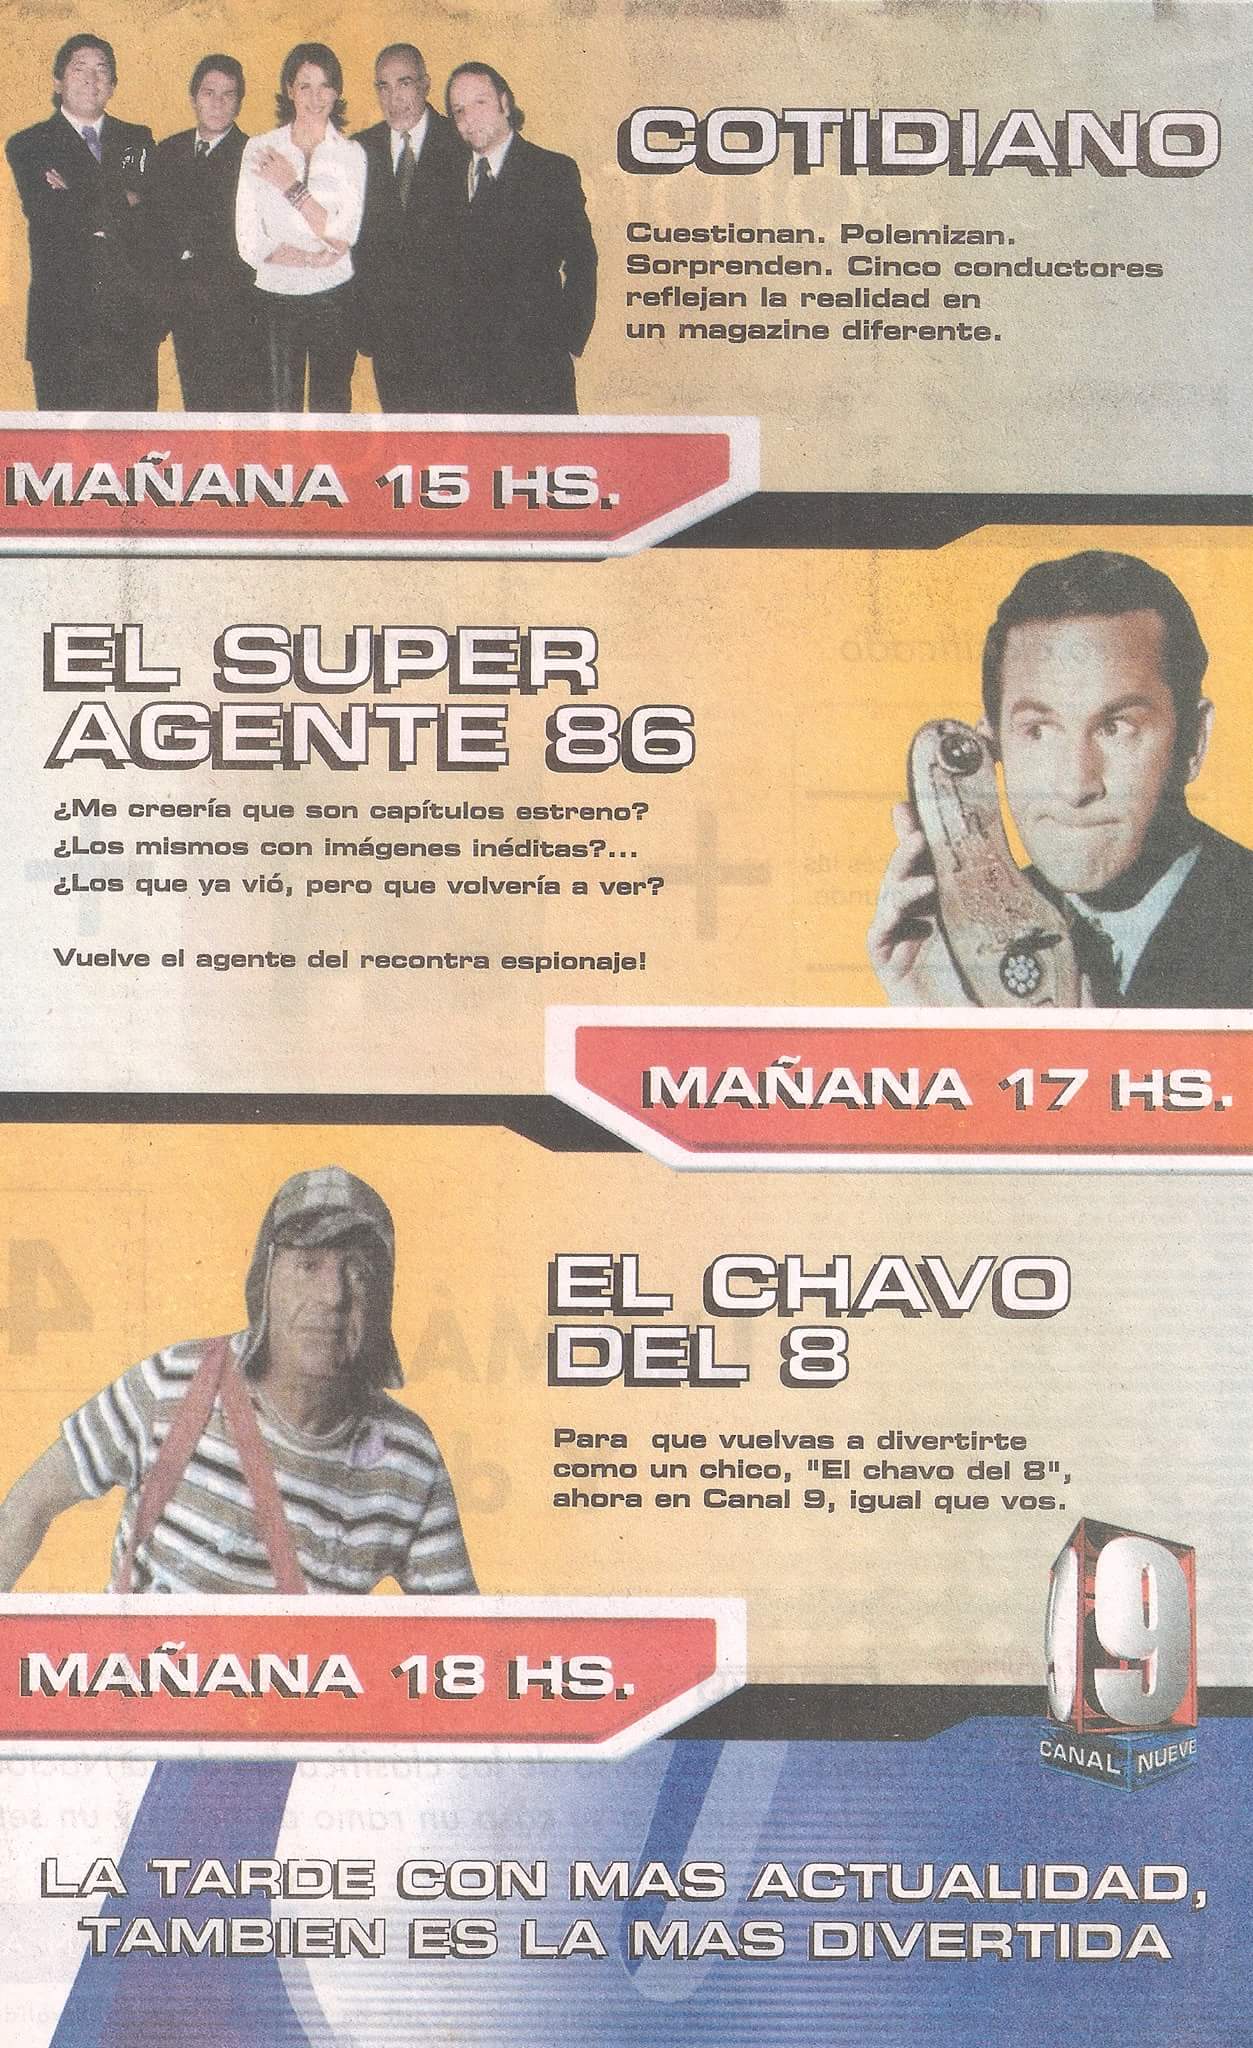 COTIDIANO
Cuestionan. Polemizan.
Sorprenden. Cinco conductores
reflejan la realidad en
un magazine diferente.
MAÑANA 15 HS.
EL SUPER
AGENTE 86
¿Me creería que son capítulos estreno?
¿Los mismos con imágenes inéditas?...
¿Los que ya vió, pero que volvería a ver?
Vuelve el agente del recontra espionaje!
MAÑANA 17 HS.
EL CHAVO
DEL 8
Para que vuelvas a divertirte
como un chico, "El chavo del 8",
ahora en Canal 9, igual que vos.
MAÑANA 18 HS.
9
CANAL NUEVE
LA TARDE CON MAS ACTUALIDAD,
TAMBIEN ES LA MAS DIVERTIDA